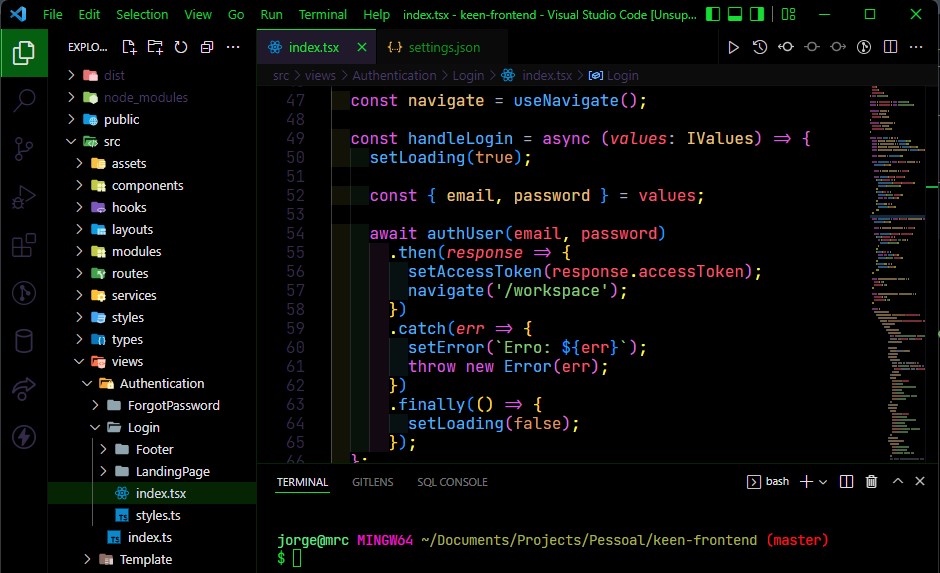 File Edit Selection View Go Run Terminal Help index.tsx - keen-frontend - Visual Studio Code [Unsup...
EXPLO...
dist
node_modules
public
src
assets
components
hooks
layouts
modules
routes
services
styles
types
views
Authentication
ForgotPassword
Login
Footer
LandingPage
index.tsx
TS styles.ts
TS index.ts
Template
index.tsx settings.json
src > views > Authentication > Login > index.tsx > Login
47 const navigate = useNavigate();
48
49 const handleLogin = async (values: IValues) => {
50 setLoading(true);
51
52 const { email, password } = values;
53
54 await authUser(email, password)
55 .then(response => {
56 setAccessToken(response.accessToken);
57 navigate('/workspace');
58 })
59 .catch(err => {
60 setError(`Erro: ${err}`);
61 throw new Error(err);
62 })
63 .finally(() => {
64 setLoading(false);
65 });
66 };
TERMINAL GITLENS SQL CONSOLE bash
jorge@mrc MINGW64 ~/Documents/Projects/Pessoal/keen-frontend (master)
$